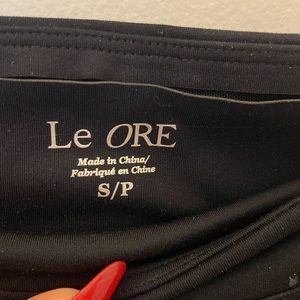 Le ORE
Made in China/
Fabriqué en Chine
S/P